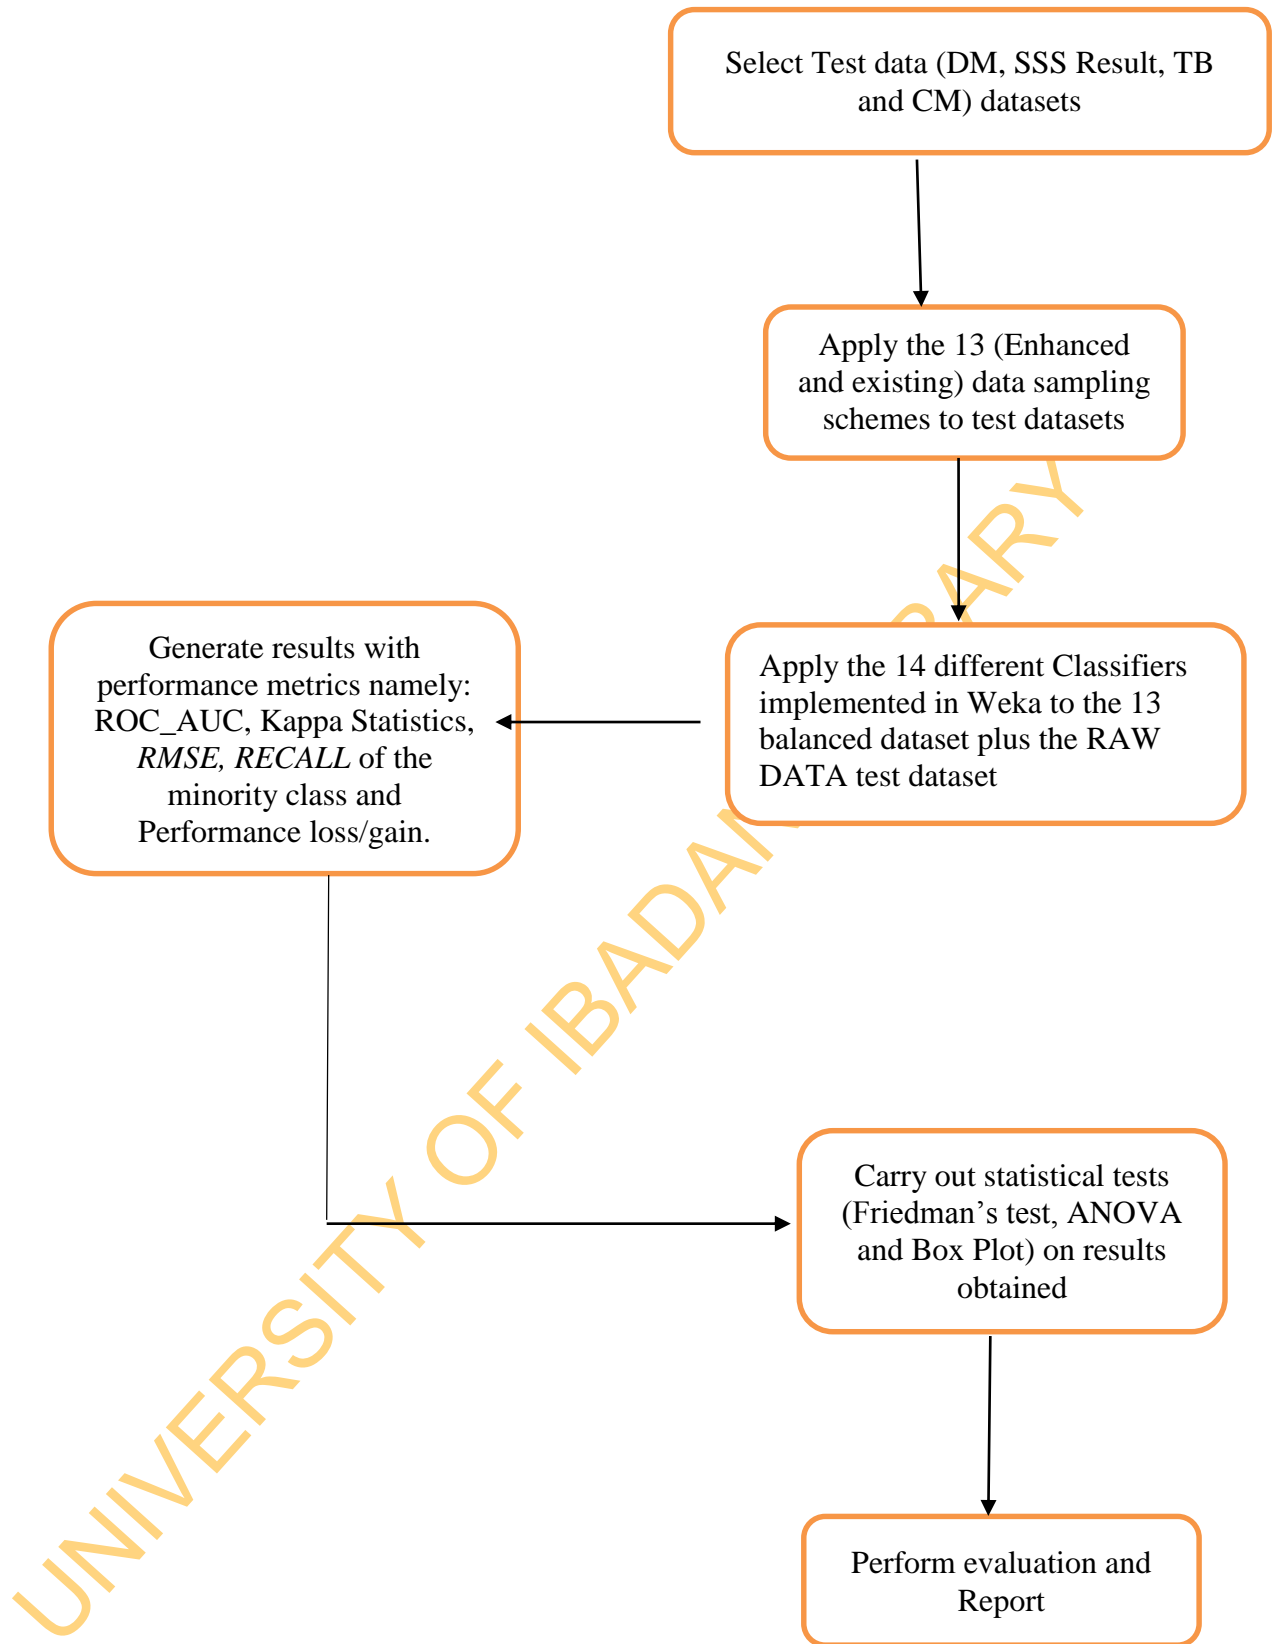 Select Test data (DM, SSS Result, TB
and CM) datasets
Apply the 13 (Enhanced
and existing) data sampling
schemes to test datasets
Apply the 14 different Classifiers
implemented in Weka to the 13
balanced dataset plus the RAW
DATA test dataset
Generate results with
performance metrics namely:
ROC_AUC, Kappa Statistics,
RMSE, RECALL of the
minority class and
Performance loss/gain.
Carry out statistical tests
(Friedman’s test, ANOVA
and Box Plot) on results
obtained
Perform evaluation and
Report
UNIVERSITY OF IBADAN BRARY